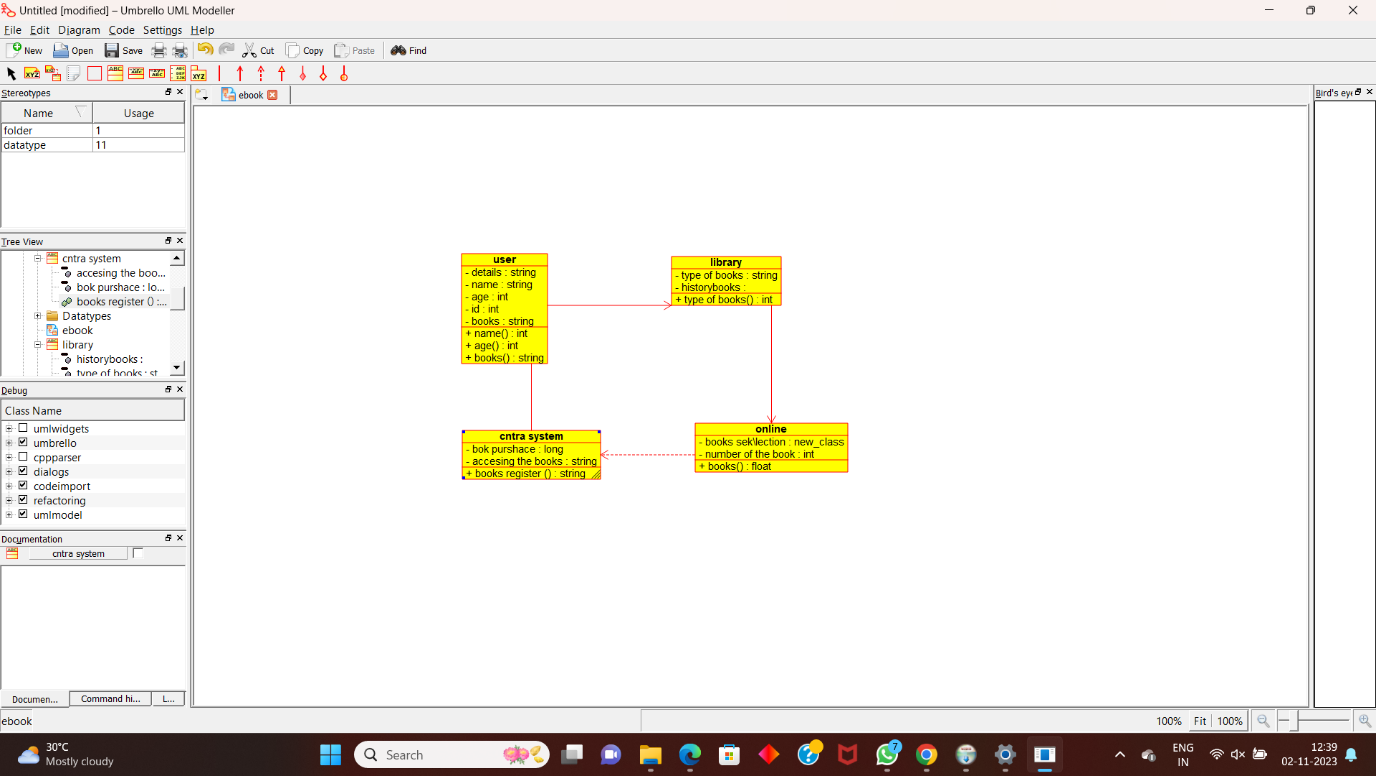 Untitled [modified] – Umbrello UML Modeller
File Edit Diagram Code Settings Help
New Open Save Cut Copy Paste Find
Stereotypes
Name Usage
folder 1
datatype 11
Tree View
cntra system
accesing the boo...
bok purshace : lo...
books register () :...
Datatypes
ebook
library
historybooks :
type of books : st
Debug
Class Name
umlwidgets
umbrello
cppparser
dialogs
codeimport
refactoring
umlmodel
Documentation
cntra system
Documen... Command hi... L...
ebook
ebook
Bird's eye
user
- details : string
- name : string
- age : int
- id : int
- books : string
+ name() : int
+ age() : int
+ books() : string
library
- type of books : string
- historybooks :
+ type of books() : int
cntra system
- bok purshace : long
- accesing the books : string
+ books register () : string
online
- books sek\lection : new_class
- number of the book : int
+ books() : float
100% Fit 100%
30°C
Mostly cloudy
Search
7
ENG
IN
12:39
02-11-2023